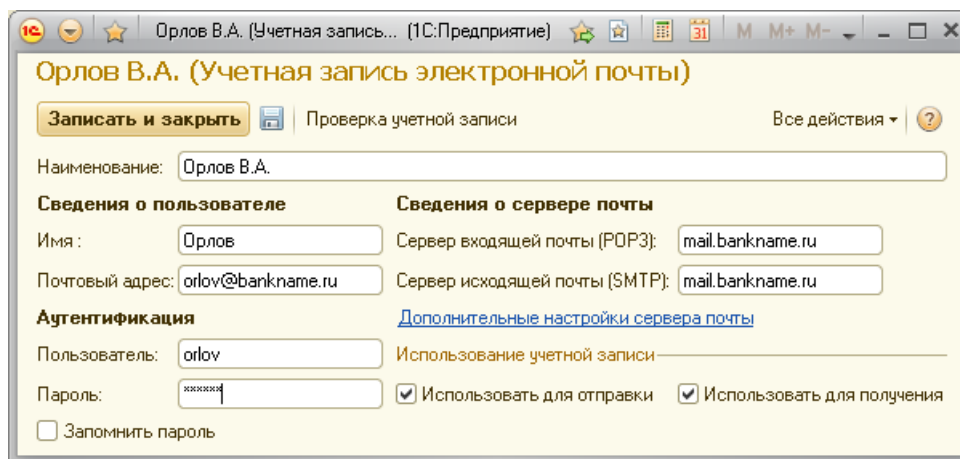 Орлов В.А. (Учетная запись... (1С:Предприятие) 31 M M+ M-
Орлов В.А. (Учетная запись электронной почты)
Записать и закрыть Проверка учетной записи Все действия ?
Наименование: Орлов В.А.
Сведения о пользователе Сведения о сервере почты
Имя : Орлов Сервер входящей почты (POP3): mail.bankname.ru
Почтовый адрес: orlov@bankname.ru Сервер исходящей почты (SMTP): mail.bankname.ru
Аутентификация Дополнительные настройки сервера почты
Пользователь: orlov Использование учетной записи
Пароль: ****** Использовать для отправки Использовать для получения
Запомнить пароль